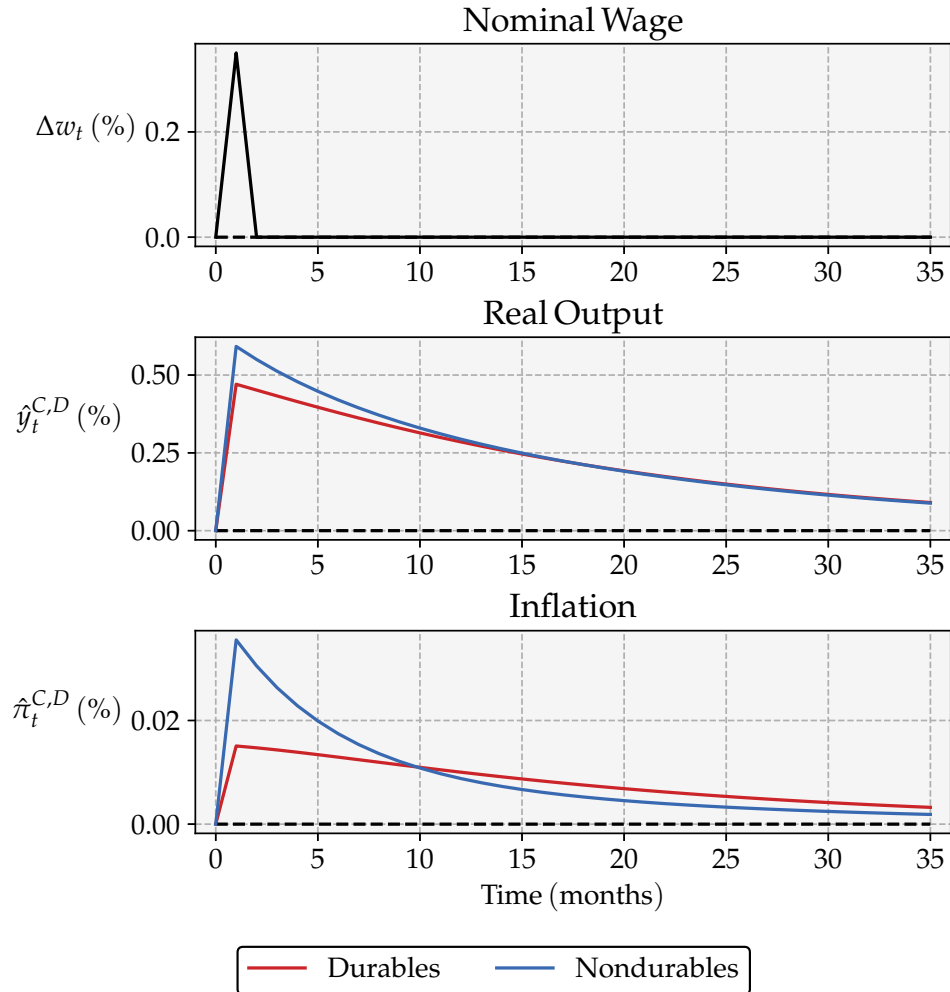 Nominal Wage
Δw_t (%)
0.2
0.0
0 5 10 15 20 25 30 35
Real Output
ŷ_t^{C,D} (%)
0.50
0.25
0.00
0 5 10 15 20 25 30 35
Inflation
π̂_t^{C,D} (%)
0.02
0.00
0 5 10 15 20 25 30 35
Time (months)
Durables Nondurables